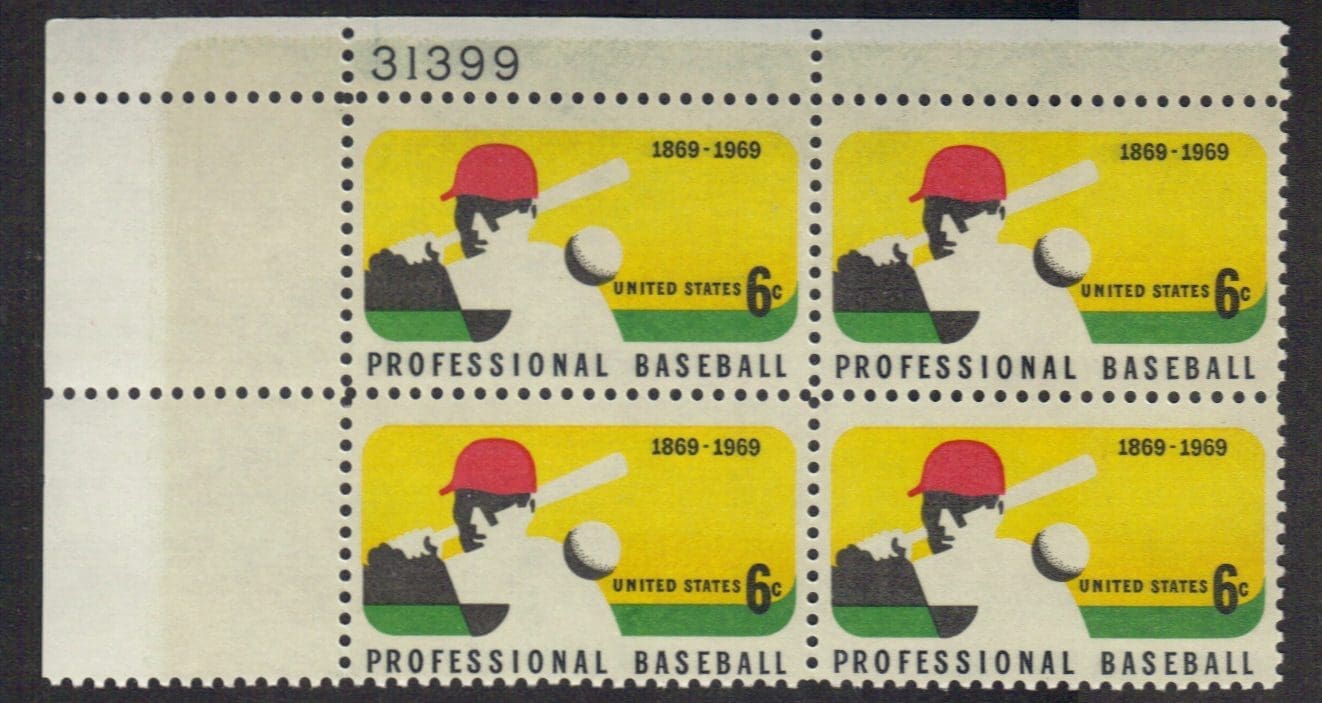 31399
1869-1969
UNITED STATES 6c
PROFESSIONAL BASEBALL
1869-1969
UNITED STATES 6c
PROFESSIONAL BASEBALL
1869-1969
UNITED STATES 6c
PROFESSIONAL BASEBALL
1869-1969
UNITED STATES 6c
PROFESSIONAL BASEBALL